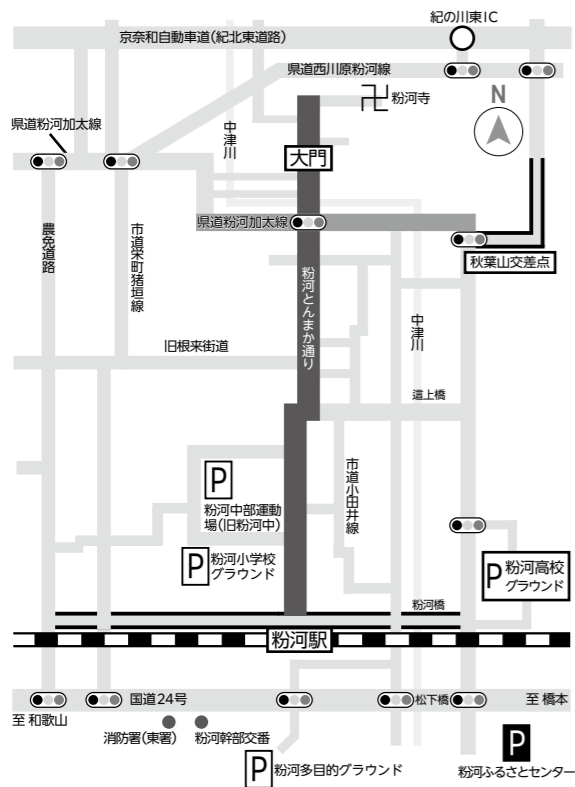 紀の川東IC
京奈和自動車道(紀北東道路)
県道西川原粉河線
粉河寺
N
県道粉河加太線
中津川
大門
農免道路
市道栄町猪垣線
県道粉河加太線
秋葉山交差点
粉河とんまか通り
中津川
旧根来街道
這上橋
市道小田井線
P
粉河中部運動
場(旧粉河中)
P
粉河小学校
グラウンド
P
粉河高校
グラウンド
粉河橋
粉河駅
国道24号
松下橋
至 橋本
至 和歌山
消防署(東署)
粉河幹部交番
P
粉河多目的グラウンド
P
粉河ふるさとセンター